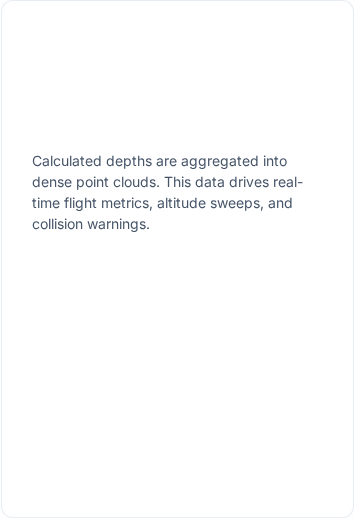 Calculated depths are aggregated into
dense point clouds. This data drives real-
time flight metrics, altitude sweeps, and
collision warnings.